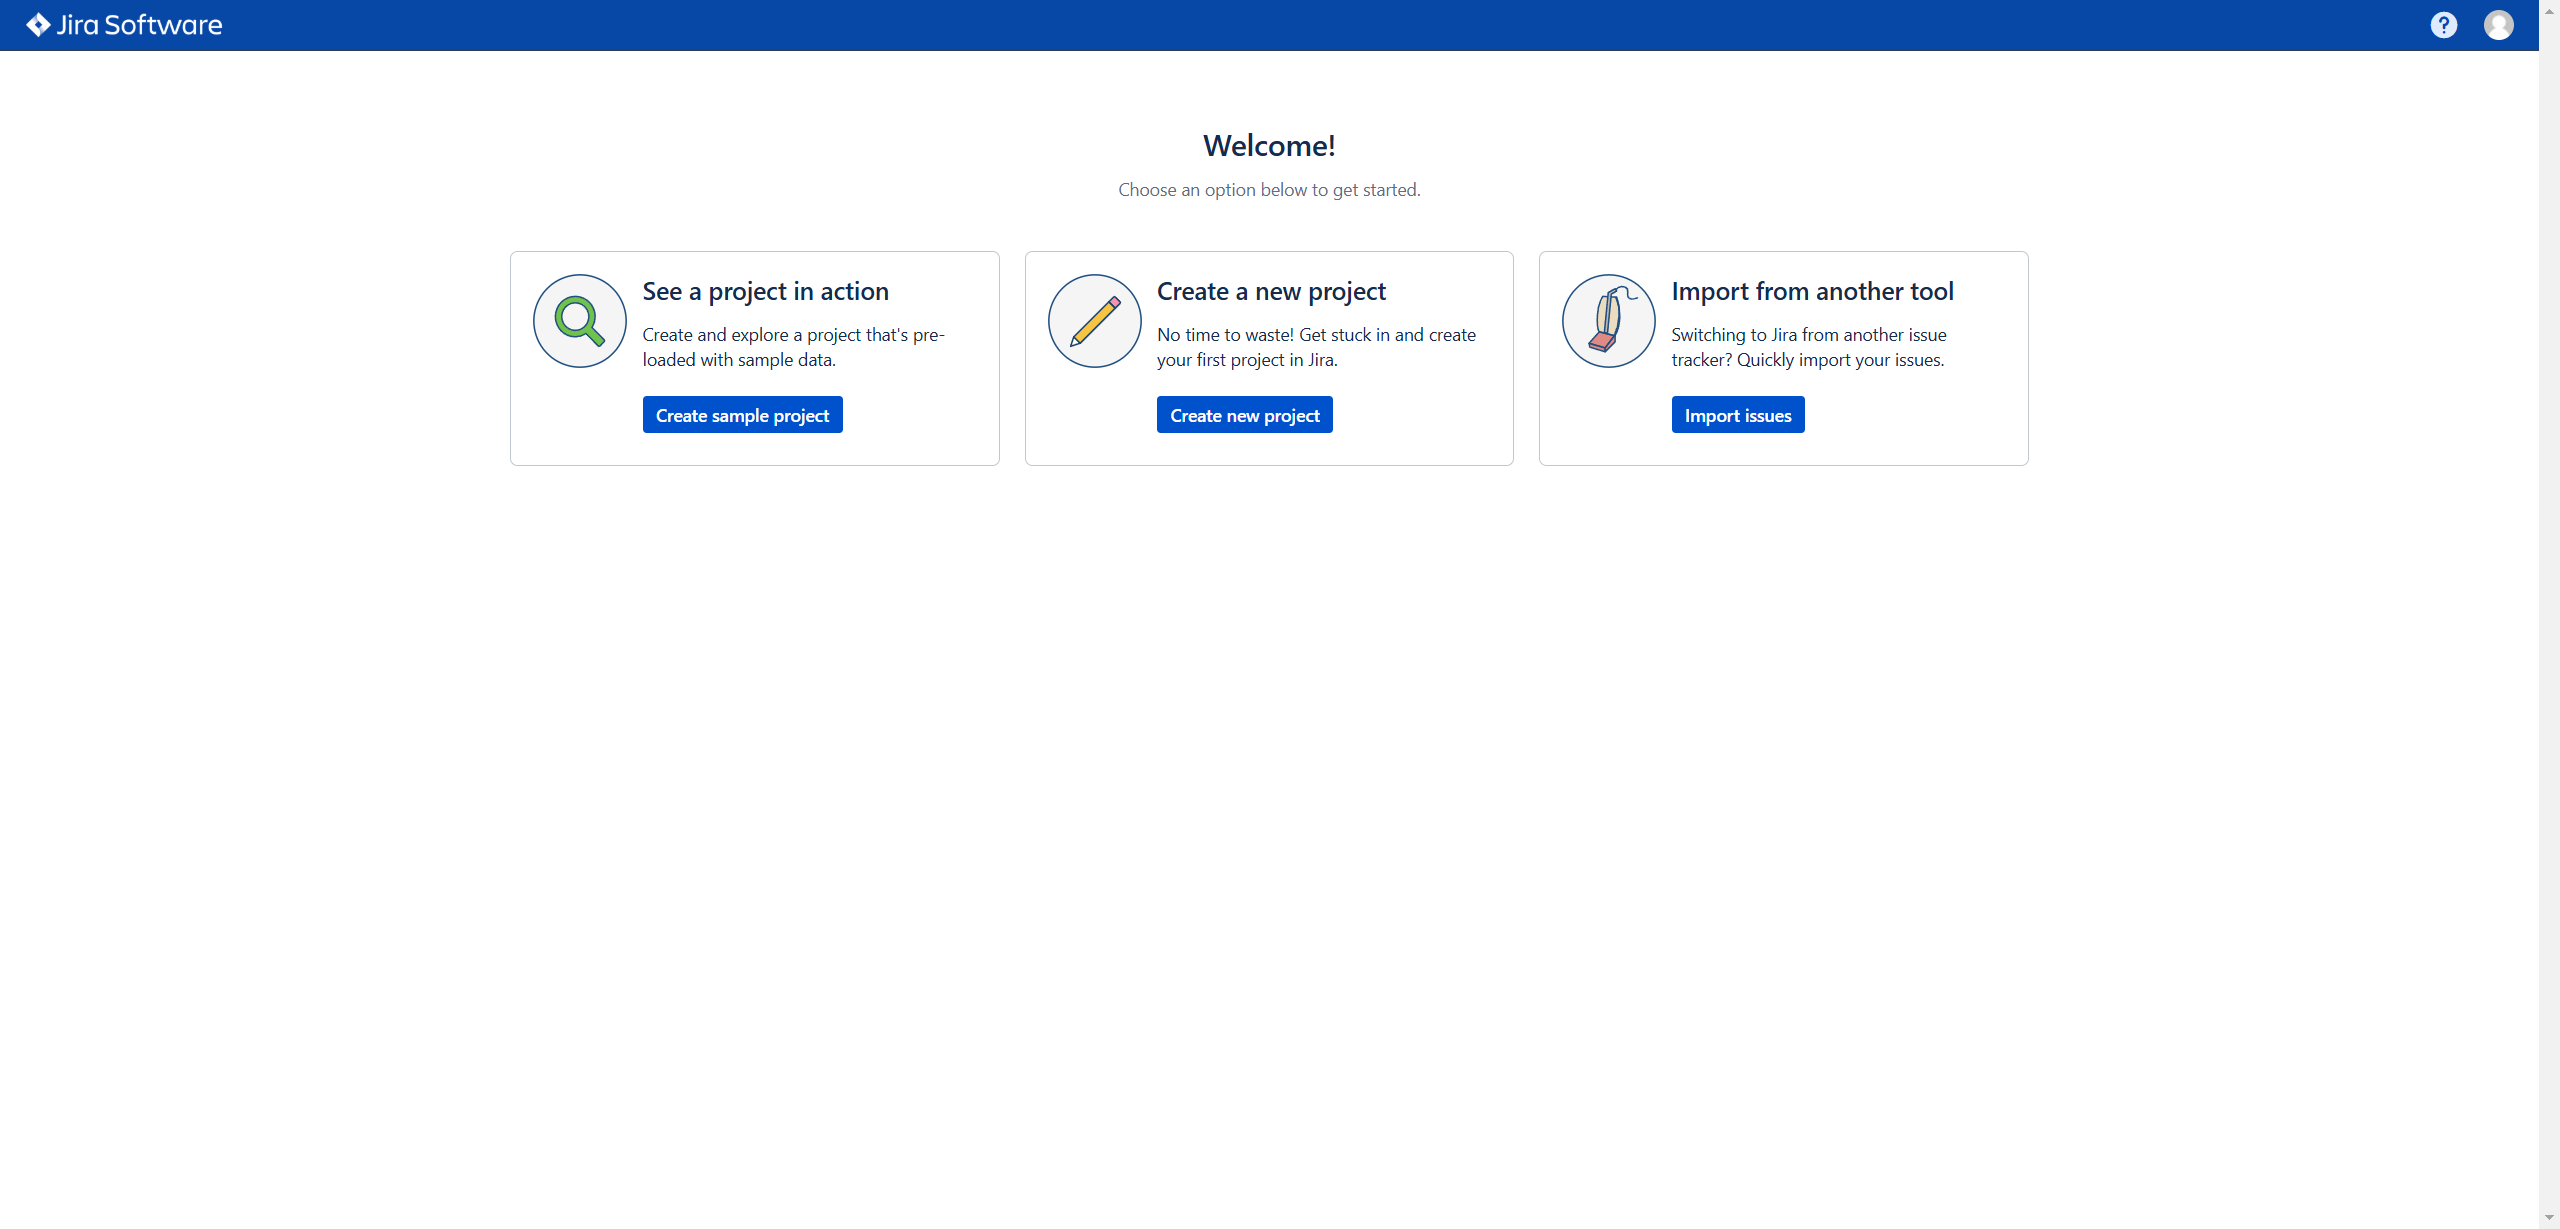 Jira Software
?
Welcome!
Choose an option below to get started.
See a project in action
Create and explore a project that's pre-
loaded with sample data.
Create sample project
Create a new project
No time to waste! Get stuck in and create
your first project in Jira.
Create new project
Import from another tool
Switching to Jira from another issue
tracker? Quickly import your issues.
Import issues